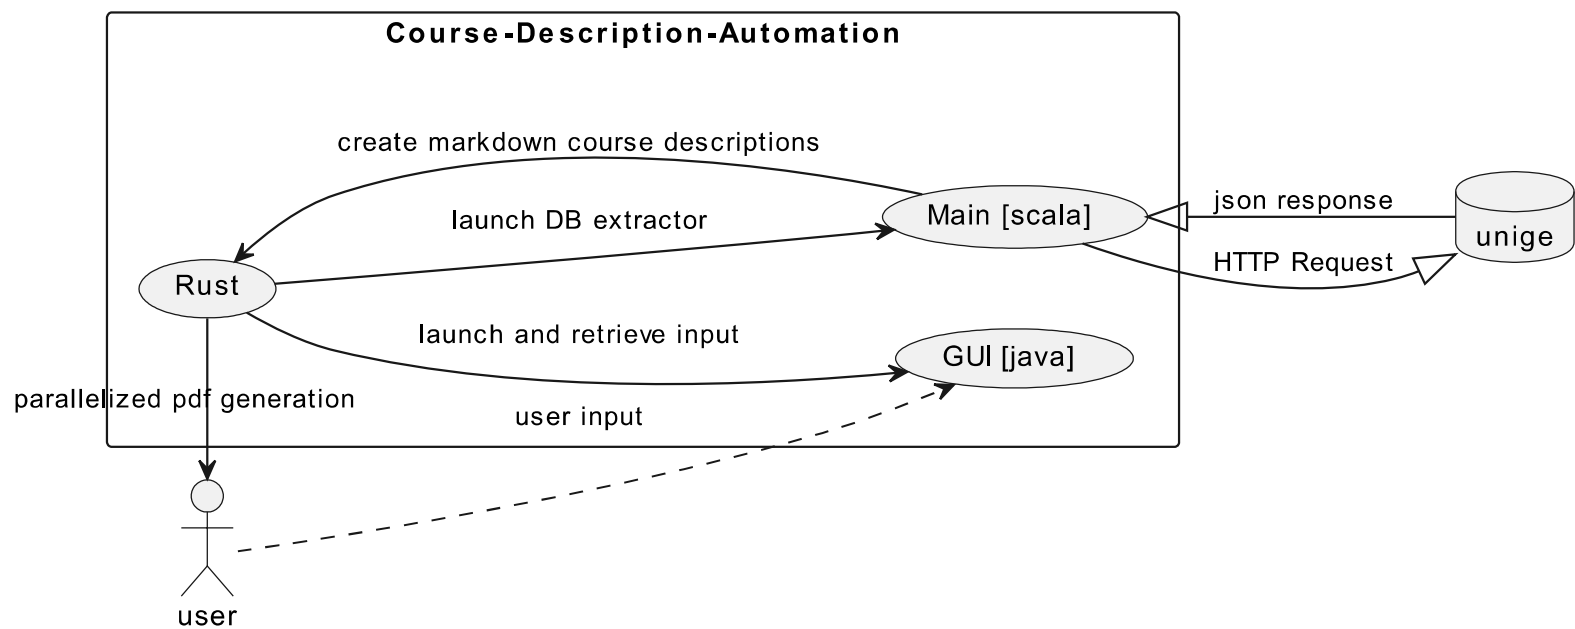 Course-Description-Automation
create markdown course descriptions
launch DB extractor
Main [scala]
json response
unige
HTTP Request
Rust
launch and retrieve input
GUI [java]
parallelized pdf generation
user input
user